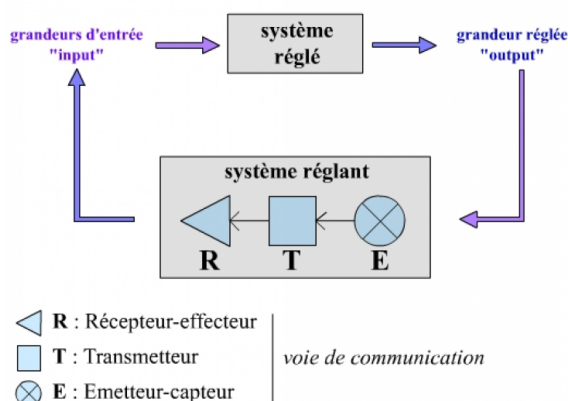 grandeurs d'entrée
"input"
système
réglé
grandeur réglée
"output"
système réglant
R T E
R : Récepteur-effecteur
T : Transmetteur
voie de communication
E : Emetteur-capteur